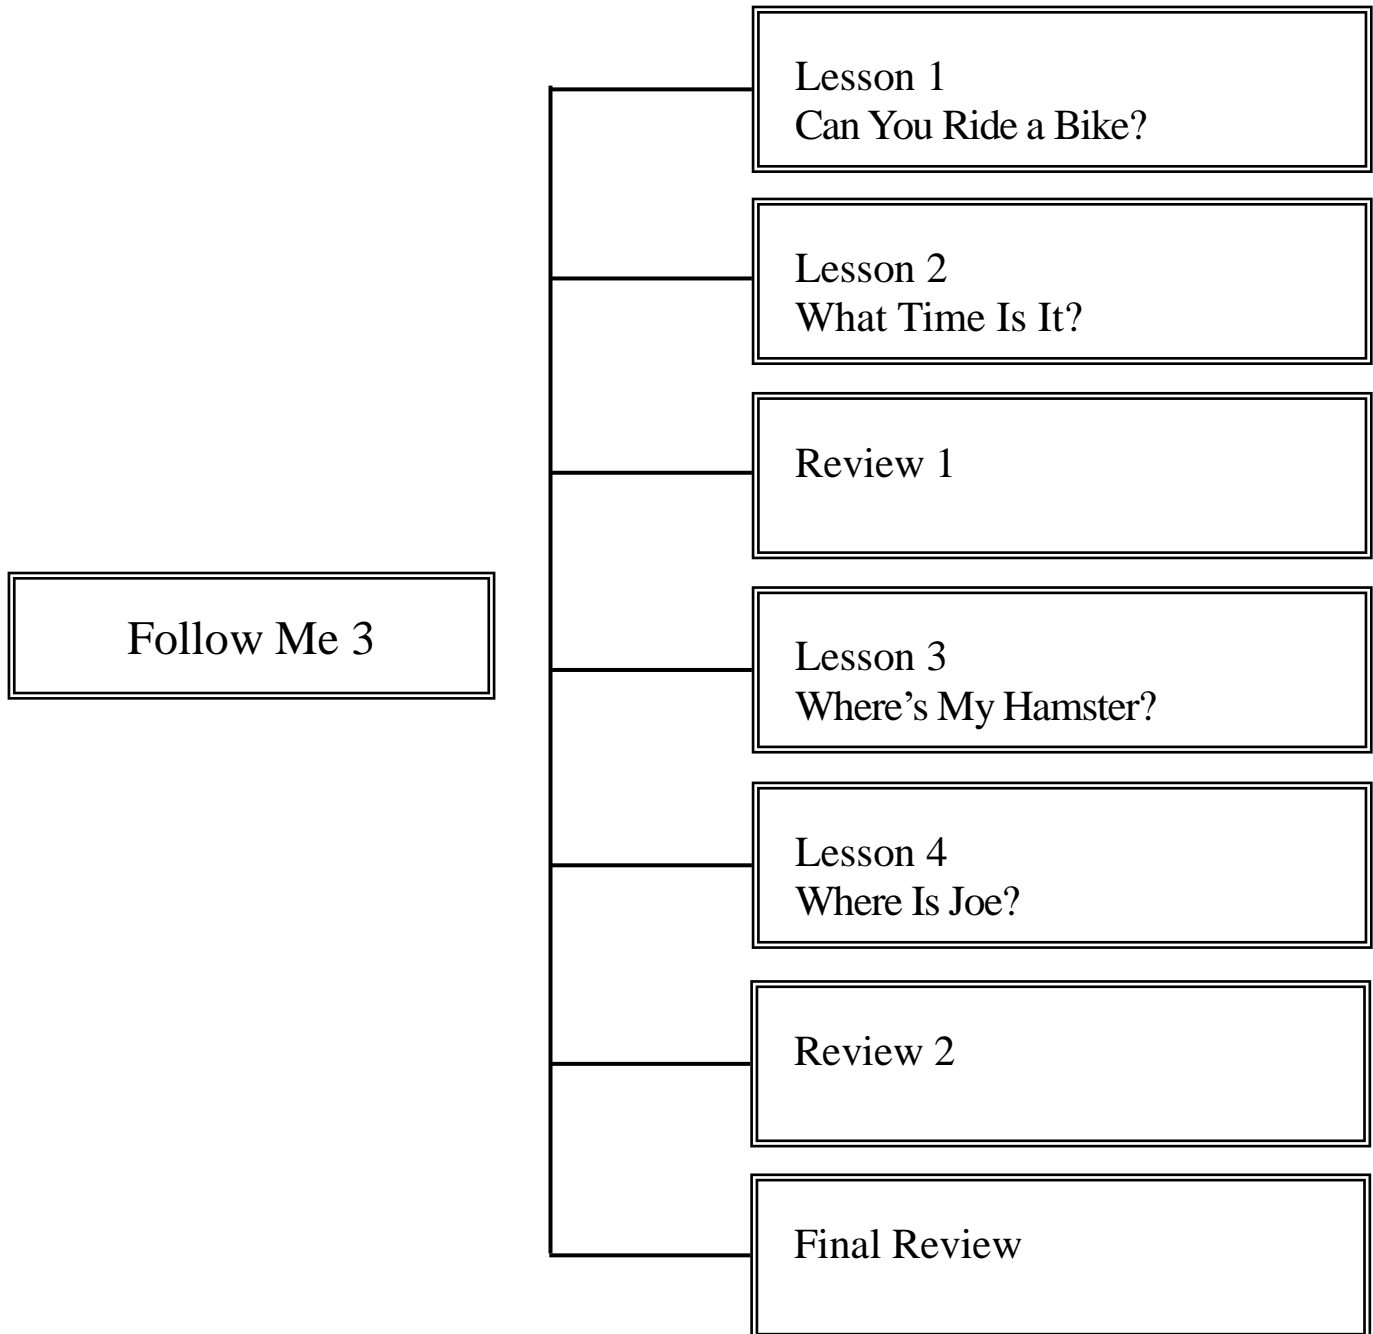 Follow Me 3
Lesson 1
Can You Ride a Bike?
Lesson 2
What Time Is It?
Review 1
Lesson 3
Where’s My Hamster?
Lesson 4
Where Is Joe?
Review 2
Final Review